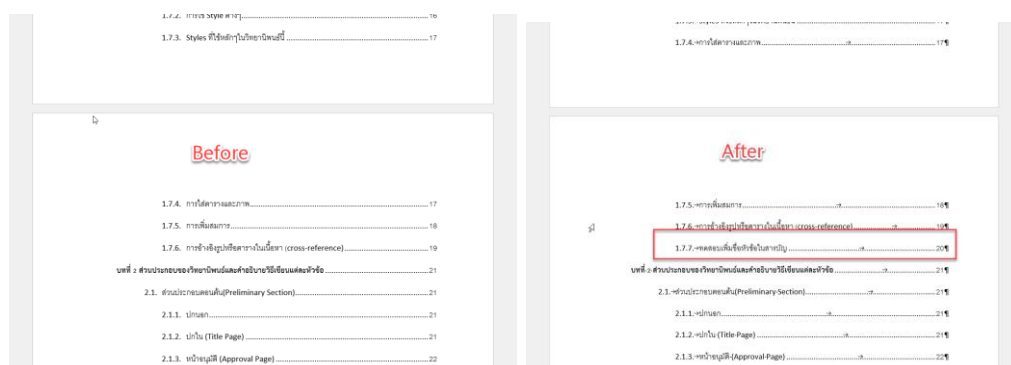 1.7.2. การใช้ Style ต่างๆ 16
1.7.3. Styles ที่ใช้หลักๆในวิทยานิพนธ์นี้ 17
Before
1.7.4. การใส่ตารางและภาพ 17
1.7.5. การเพิ่มสมการ 18
1.7.6. การอ้างอิงรูปหรือตารางในเนื้อหา (cross-reference) 19
บทที่ 2 ส่วนประกอบของวิทยานิพนธ์และคำอธิบายวิธีเขียนแต่ละหัวข้อ 21
2.1. ส่วนประกอบตอนต้น(Preliminary Section) 21
2.1.1. ปกนอก 21
2.1.2. ปกใน (Title Page) 21
2.1.3. หน้าอนุมัติ (Approval Page) 22
1.7.4.→การใส่ตารางและภาพ → 17¶
After
1.7.5.→การเพิ่มสมการ → 18¶
1.7.6.→การอ้างอิงรูปหรือตารางในเนื้อหา (cross-reference) → 19¶
1.7.7.→ทดสอบเพิ่มชื่อหัวข้อในสารบัญ → 20¶
บทที่ 2·ส่วนประกอบของวิทยานิพนธ์และคำอธิบายวิธีเขียนแต่ละหัวข้อ → 21¶
2.1.→ส่วนประกอบตอนต้น(Preliminary·Section) → 21¶
2.1.1.→ปกนอก → 21¶
2.1.2.→ปกใน (Title·Page) → 21¶
2.1.3.→หน้าอนุมัติ·(Approval·Page) → 22¶